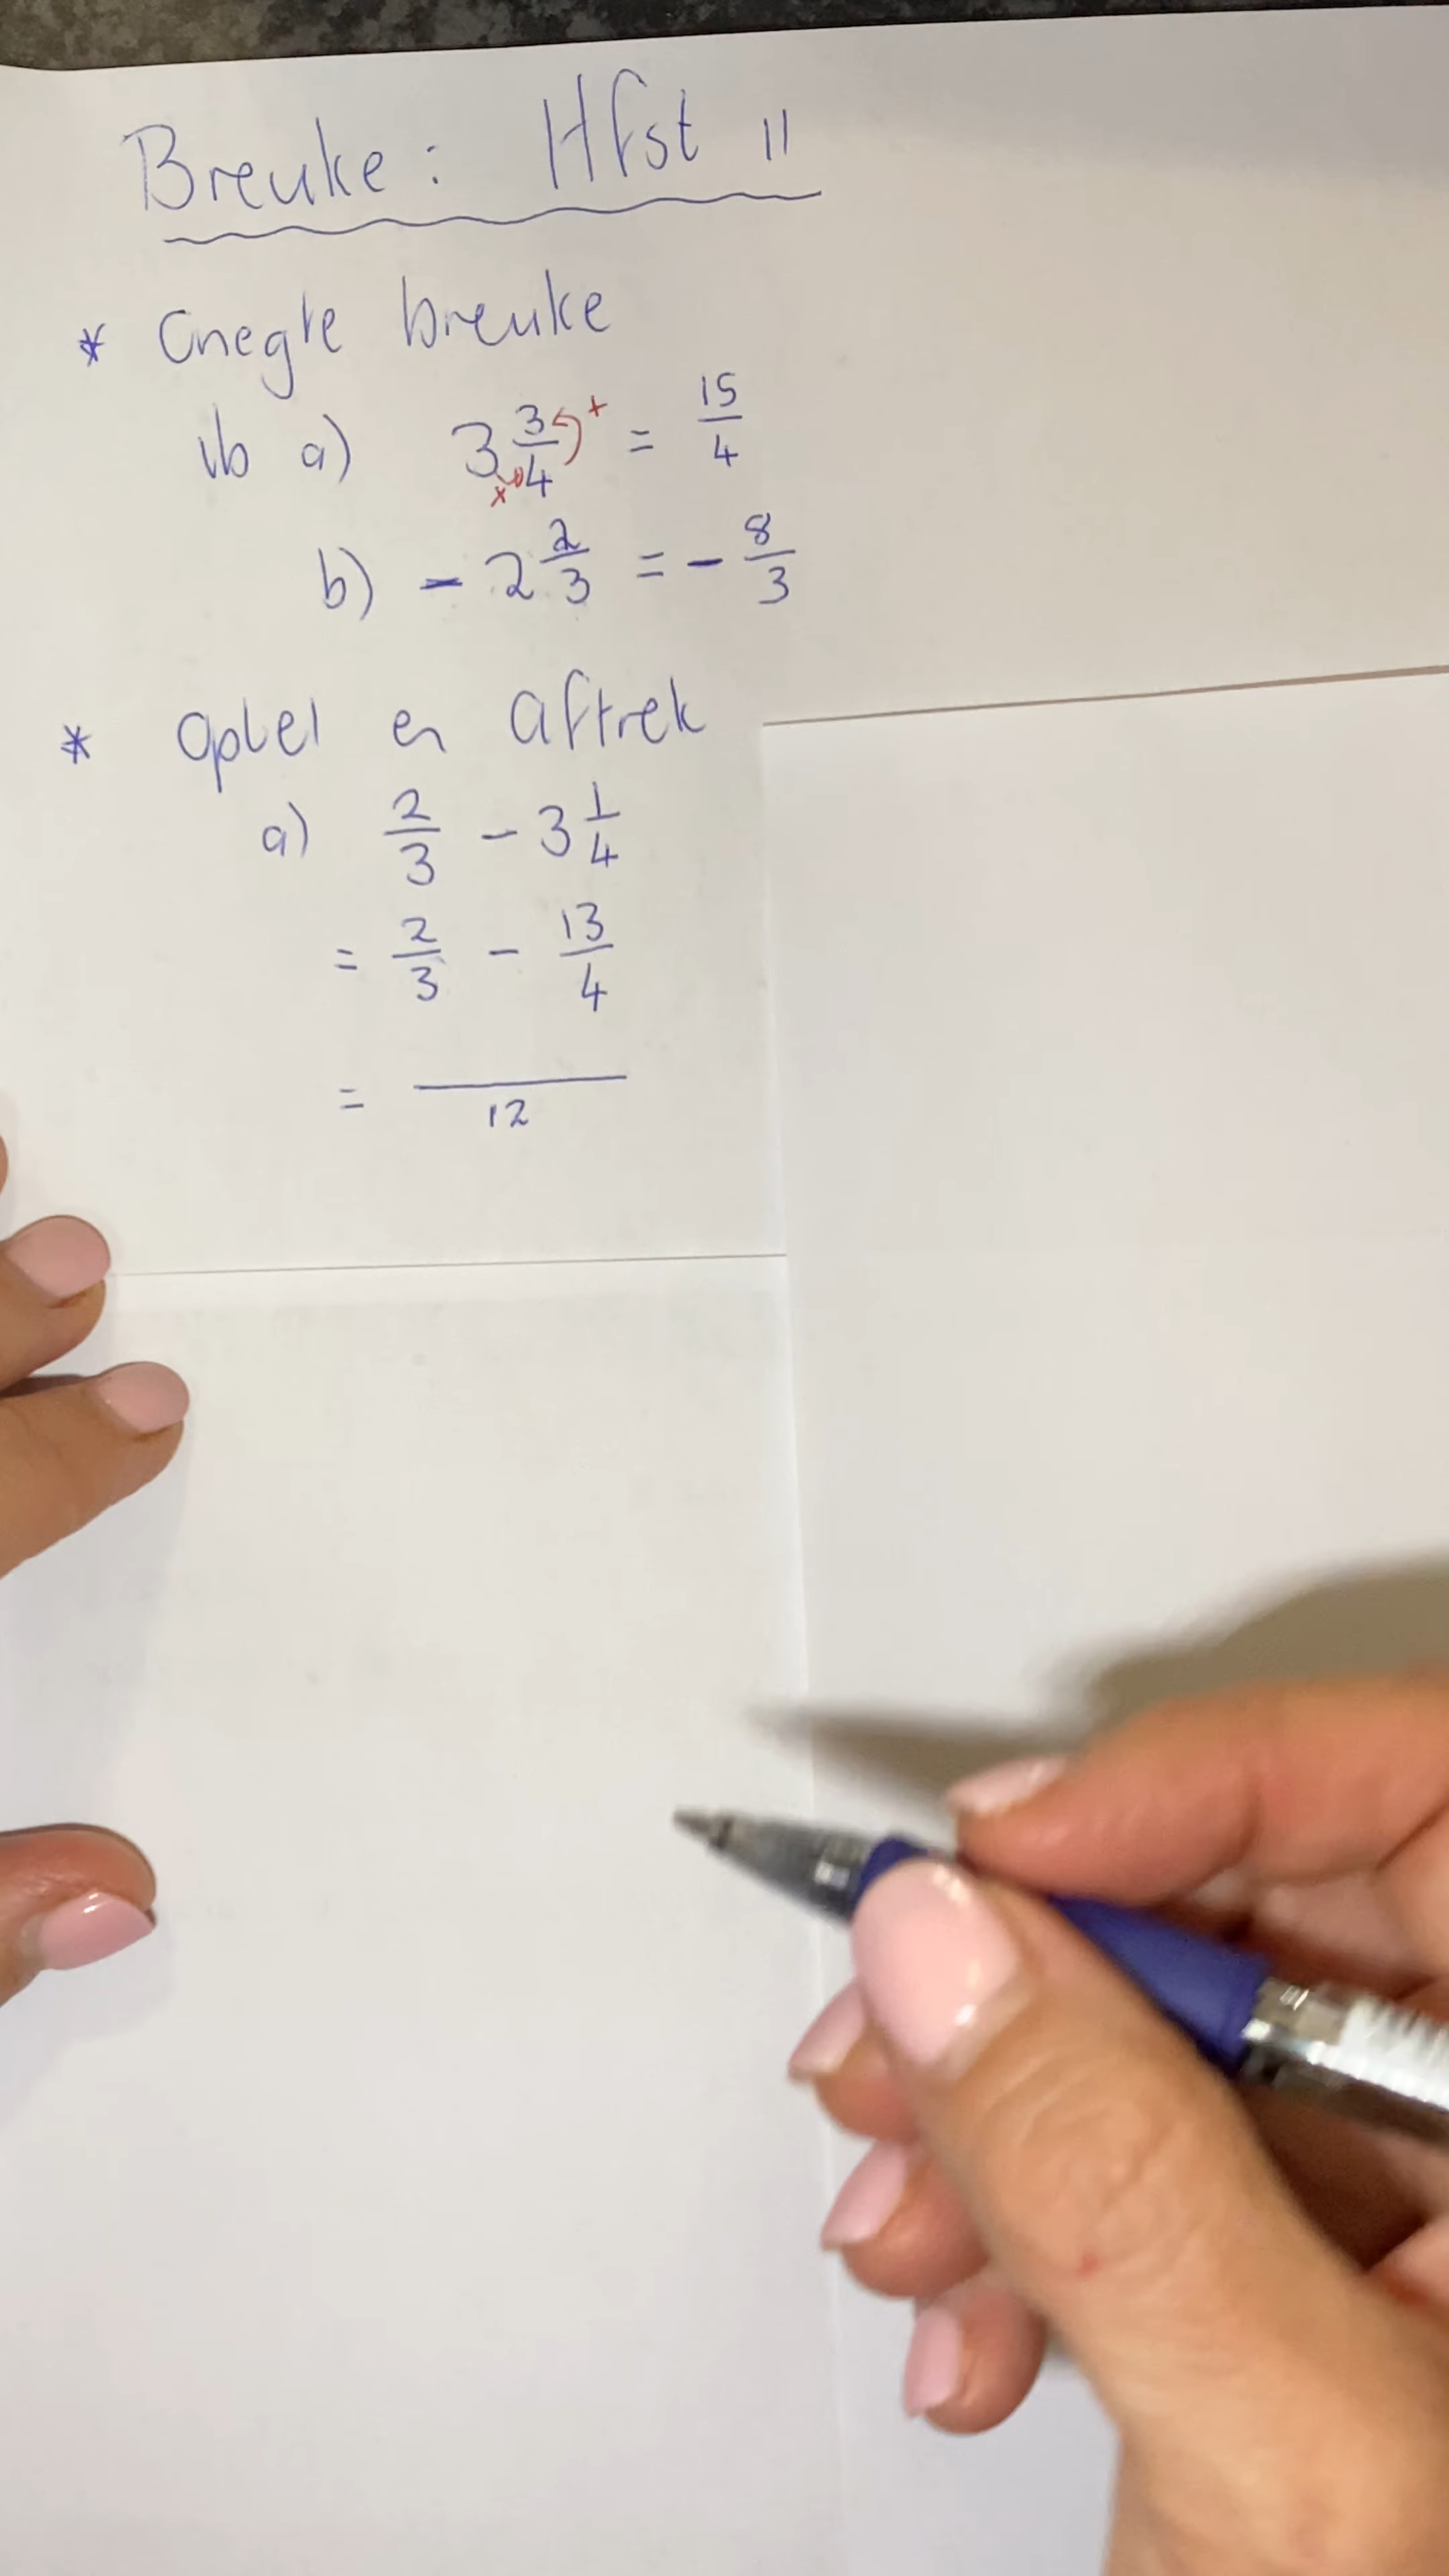 Breuke: Hfst 11
* Onegte breuke
Vb a) 3 3/4 = 15/4
+
x
b) - 2 2/3 = - 8/3
* Optel en Aftrek
a) 2/3 - 3 1/4
= 2/3 - 13/4
= /12